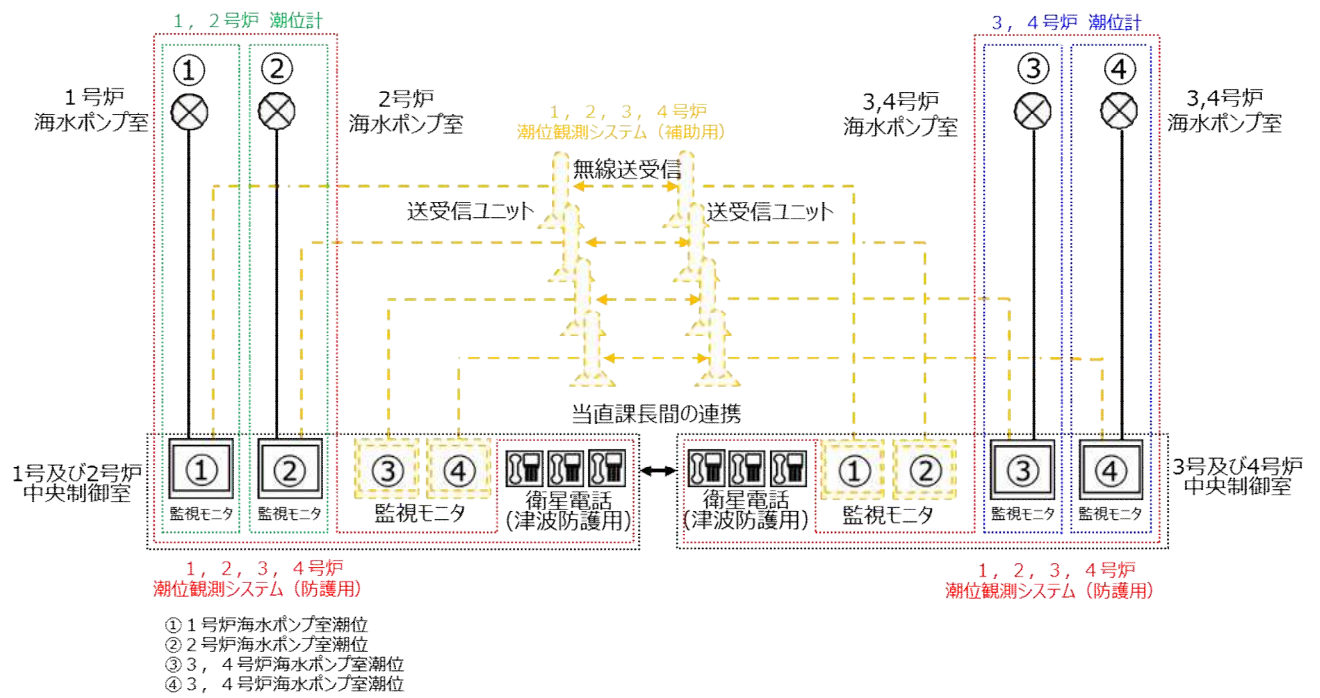 １，２号炉 潮位計
３，４号炉 潮位計
①
②
③
④
１号炉
海水ポンプ室
2号炉
海水ポンプ室
１，２，３，４号炉
潮位観測システム（補助用）
3,4号炉
海水ポンプ室
3,4号炉
海水ポンプ室
無線送受信
送受信ユニット
送受信ユニット
当直課長間の連携
1号及び2号炉
中央制御室
①
②
③
④
①
②
③
④
3号及び4号炉
中央制御室
監視モニタ
監視モニタ
監視モニタ
衛星電話
(津波防護用)
衛星電話
(津波防護用)
監視モニタ
監視モニタ
監視モニタ
１，２，３，４号炉
潮位観測システム（防護用）
１，２，３，４号炉
潮位観測システム（防護用）
①１号炉海水ポンプ室潮位
②２号炉海水ポンプ室潮位
③３，４号炉海水ポンプ室潮位
④３，４号炉海水ポンプ室潮位